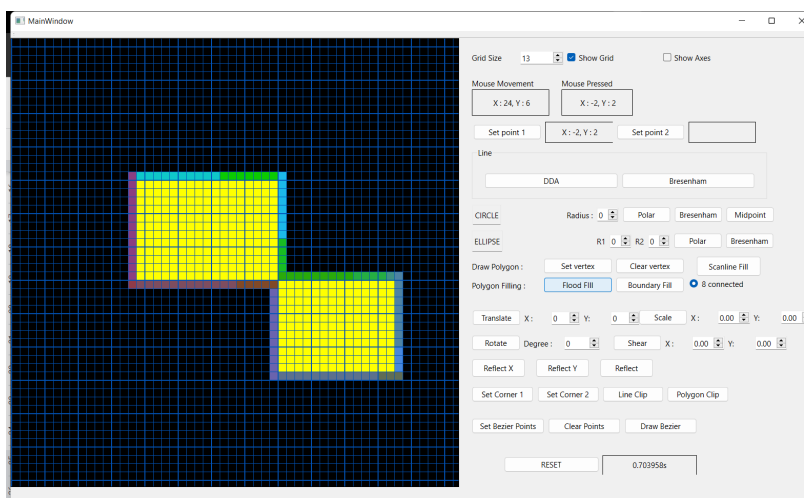 MainWindow
Grid Size 13 Show Grid Show Axes
Mouse Movement Mouse Pressed
X : 24, Y : 6 X : -2, Y : 2
Set point 1 X : -2, Y : 2 Set point 2
Line
DDA Bresenham
CIRCLE Radius : 0 Polar Bresenham Midpoint
ELLIPSE R1 0 R2 0 Polar Bresenham
Draw Polygon : Set vertex Clear vertex Scanline Fill
Polygon Filling : Flood FIll Boundary Fill 8 connected
Translate X : 0 Y: 0 Scale X : 0.00 Y: 0.00
Rotate Degree : 0 Shear X : 0.00 Y: 0.00
Reflect X Reflect Y Reflect
Set Corner 1 Set Corner 2 Line Clip Polygon Clip
Set Bezier Points Clear Points Draw Bezier
RESET 0.703958s